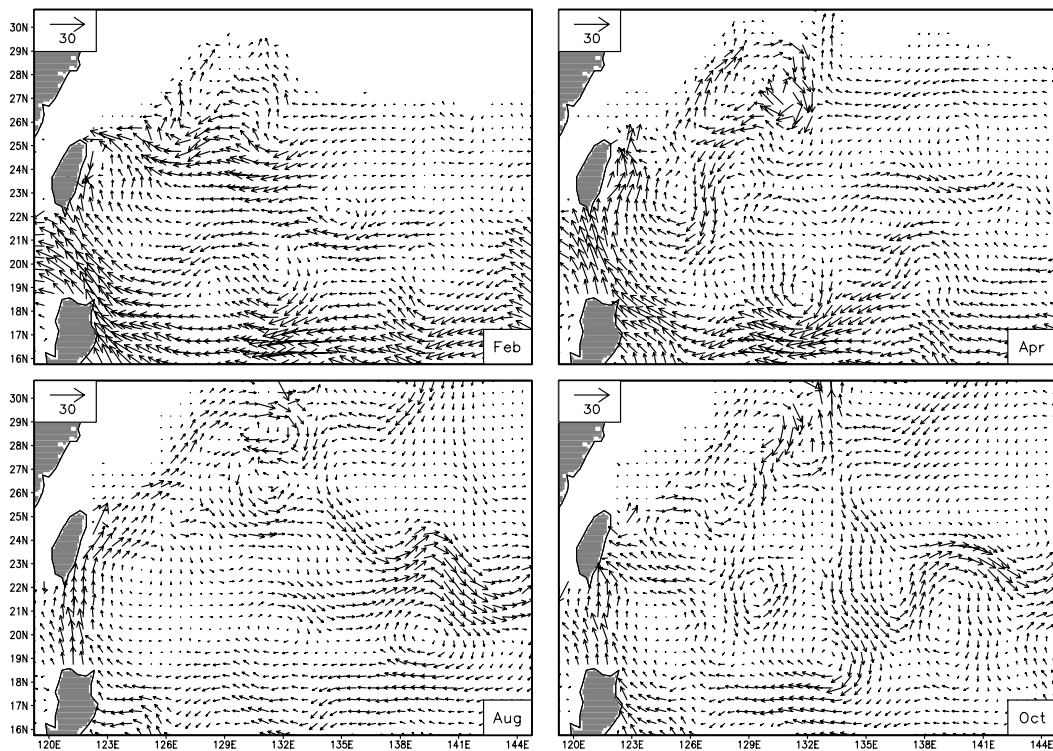 30
30
30N
29N
28N
27N
26N
25N
24N
23N
22N
21N
20N
19N
18N
17N
16N
Feb
Apr
30
30
30N
29N
28N
27N
26N
25N
24N
23N
22N
21N
20N
19N
18N
17N
16N
Aug
Oct
120E 123E 126E 129E 132E 135E 138E 141E 144E
120E 123E 126E 129E 132E 135E 138E 141E 144E